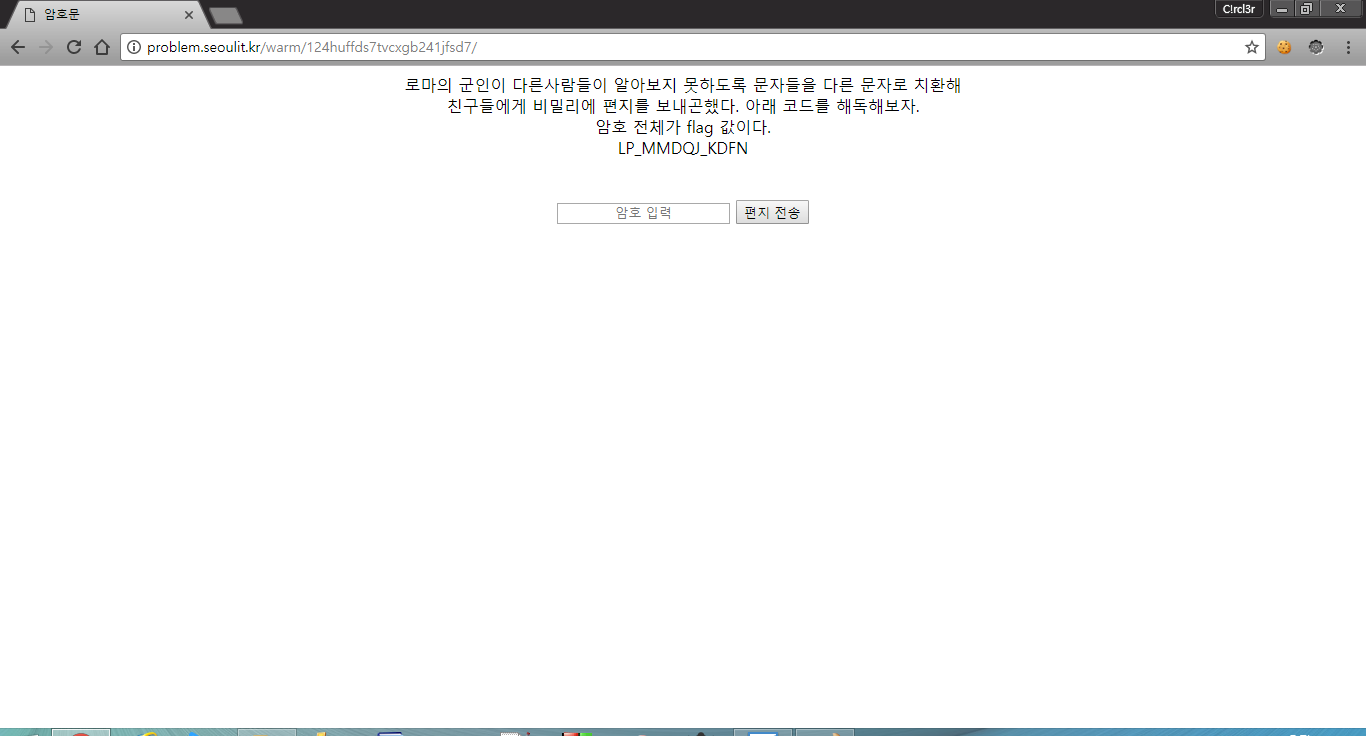 암호문
C!rcl3r
problem.seoulit.kr/warm/124huffds7tvcxgb241jfsd7/
로마의 군인이 다른사람들이 알아보지 못하도록 문자들을 다른 문자로 치환해
친구들에게 비밀리에 편지를 보내곤했다. 아래 코드를 해독해보자.
암호 전체가 flag 값이다.
LP_MMDQJ_KDFN
암호 입력
편지 전송